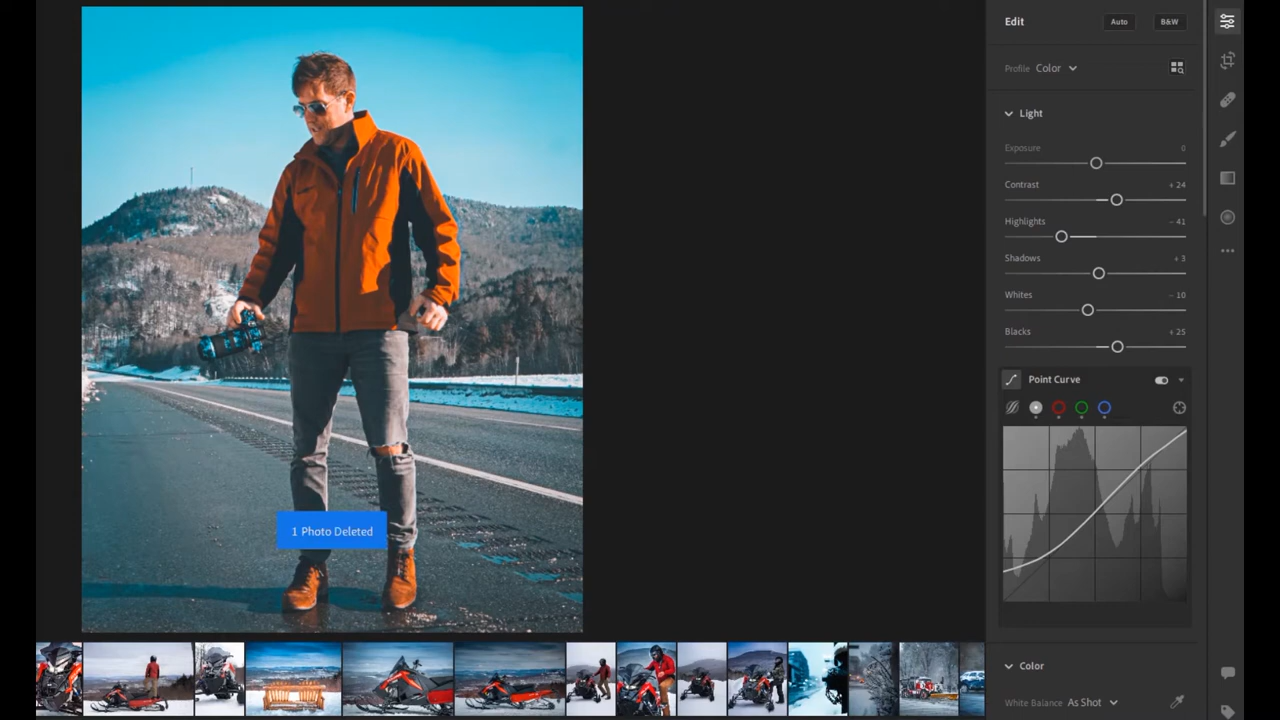 Edit
Auto
B&W
Profile Color
Light
Exposure 0
Contrast + 24
Highlights − 41
Shadows + 3
Whites − 10
Blacks + 25
Point Curve
1 Photo Deleted
Color
White Balance As Shot